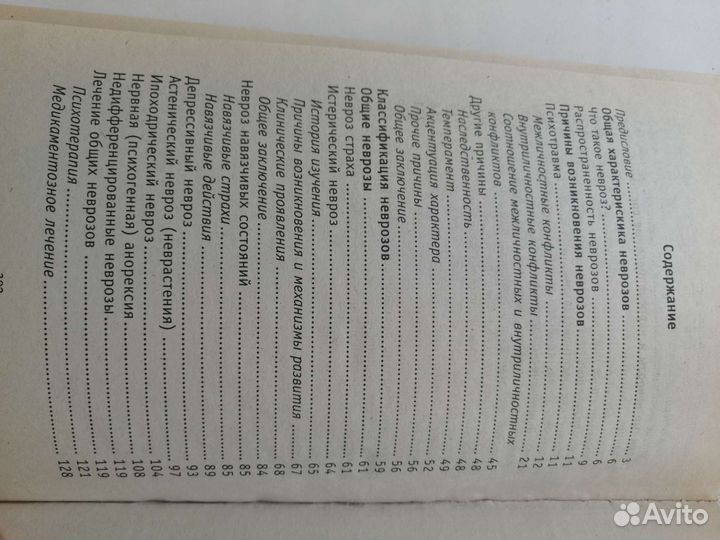 Содержание
Предисловие ........ 3
Общая характерискика неврозов ........ 6
Что такое невроз? ........ 6
Распространенность неврозов ........ 9
Причины возникновения неврозов ........ 11
Психотравма ........ 11
Межличностные конфликты ........ 12
Внутриличностные конфликты ........ 21
Соотношение межличностных и внутриличностных
конфликтов ........ 45
Другие причины ........ 48
Наследственность ........ 48
Темперамент ........ 49
Акцентуация характера ........ 52
Прочие причины ........ 56
Общее заключение ........ 56
Классификация неврозов ........ 59
Общие неврозы ........ 61
Невроз страха ........ 61
Истерический невроз ........ 64
История изучения ........ 65
Причины возникновения и механизмы развития ........ 67
Клинические проявления ........ 68
Общее заключение ........ 84
Невроз навязчивых состояний ........ 85
Навязчивые страхи ........ 85
Навязчивые действия ........ 89
Депрессивный невроз ........ 93
Астенический невроз (неврастения) ........ 97
Ипоходрический невроз ........ 104
Нервная (психогенная) анорексия ........ 108
Недифференцированные неврозы ........ 119
Лечение общих неврозов ........ 119
Психотерапия ........ 121
Медикаментозное лечение ........ 128
Avito